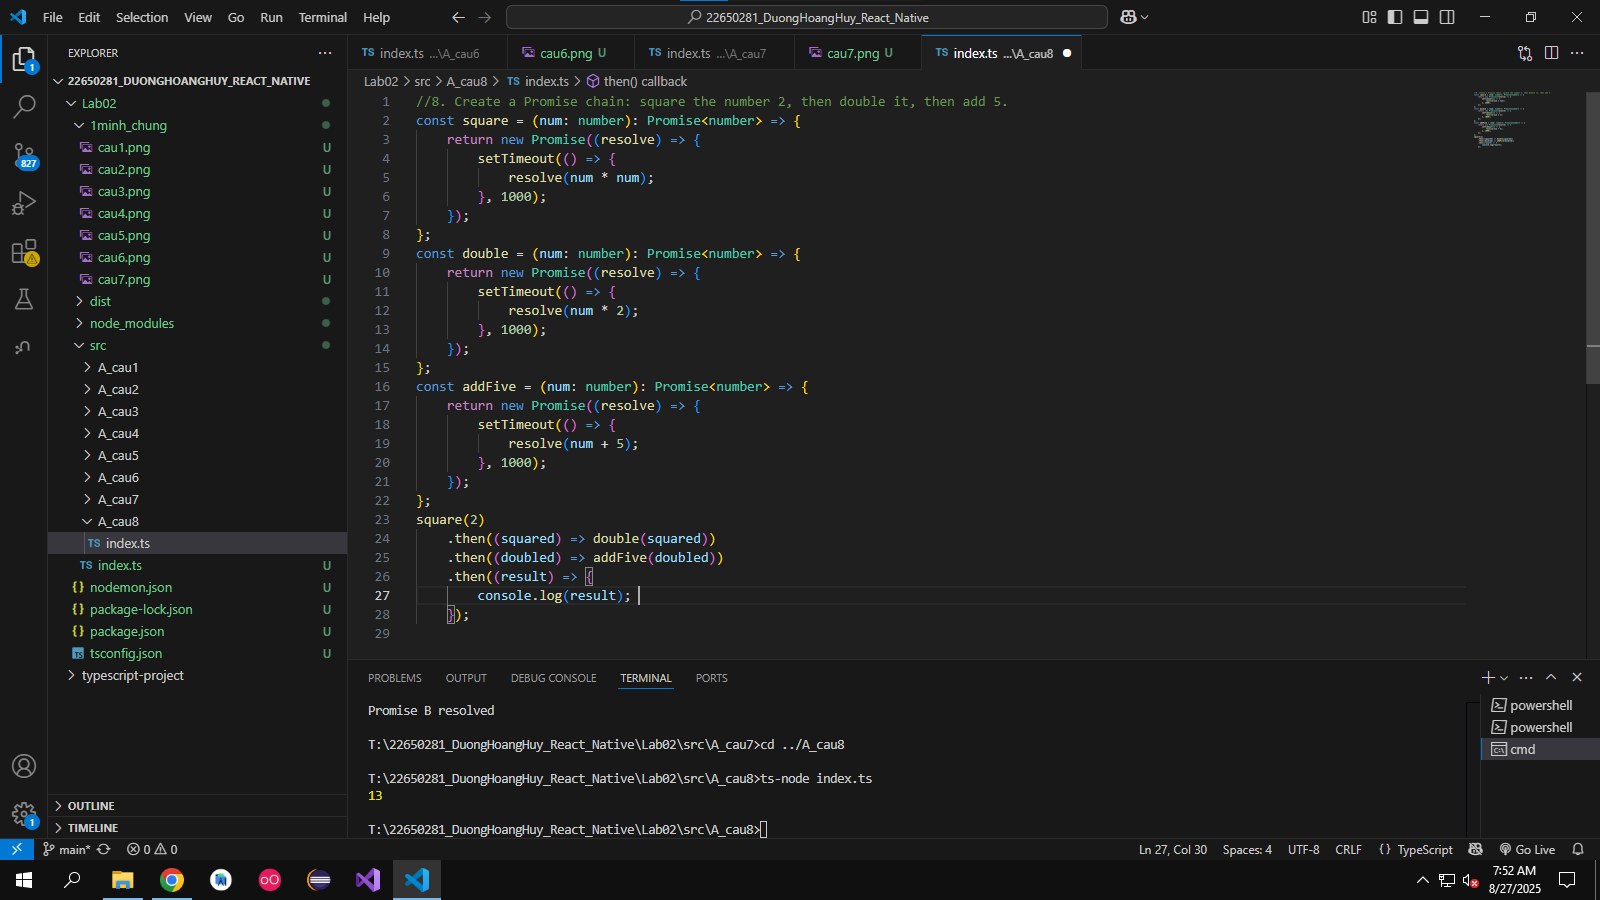 File Edit Selection View Go Run Terminal Help
22650281_DuongHoangHuy_React_Native
EXPLORER
22650281_DUONGHOANGHUY_REACT_NATIVE
Lab02
1minh_chung
cau1.png U
cau2.png U
cau3.png U
cau4.png U
cau5.png U
cau6.png U
cau7.png U
dist
node_modules
src
A_cau1
A_cau2
A_cau3
A_cau4
A_cau5
A_cau6
A_cau7
A_cau8
TS index.ts
TS index.ts U
{} nodemon.json U
{} package-lock.json U
{} package.json U
TS tsconfig.json U
typescript-project
OUTLINE
TIMELINE
1
827
1
TS index.ts ...\A_cau6
cau6.png U
TS index.ts ...\A_cau7
cau7.png U
TS index.ts ...\A_cau8
Lab02 > src > A_cau8 > TS index.ts > then() callback
1 //8. Create a Promise chain: square the number 2, then double it, then add 5.
2 const square = (num: number): Promise<number> => {
3 return new Promise((resolve) => {
4 setTimeout(() => {
5 resolve(num * num);
6 }, 1000);
7 });
8 };
9 const double = (num: number): Promise<number> => {
10 return new Promise((resolve) => {
11 setTimeout(() => {
12 resolve(num * 2);
13 }, 1000);
14 });
15 };
16 const addFive = (num: number): Promise<number> => {
17 return new Promise((resolve) => {
18 setTimeout(() => {
19 resolve(num + 5);
20 }, 1000);
21 });
22 };
23 square(2)
24 .then((squared) => double(squared))
25 .then((doubled) => addFive(doubled))
26 .then((result) => {
27 console.log(result);
28 });
29
PROBLEMS OUTPUT DEBUG CONSOLE TERMINAL PORTS
Promise B resolved
T:\22650281_DuongHoangHuy_React_Native\Lab02\src\A_cau7>cd ../A_cau8
T:\22650281_DuongHoangHuy_React_Native\Lab02\src\A_cau8>ts-node index.ts
13
T:\22650281_DuongHoangHuy_React_Native\Lab02\src\A_cau8>
powershell
powershell
cmd
main* 0 0
Ln 27, Col 30 Spaces: 4 UTF-8 CRLF {} TypeScript Go Live
7:52 AM
8/27/2025